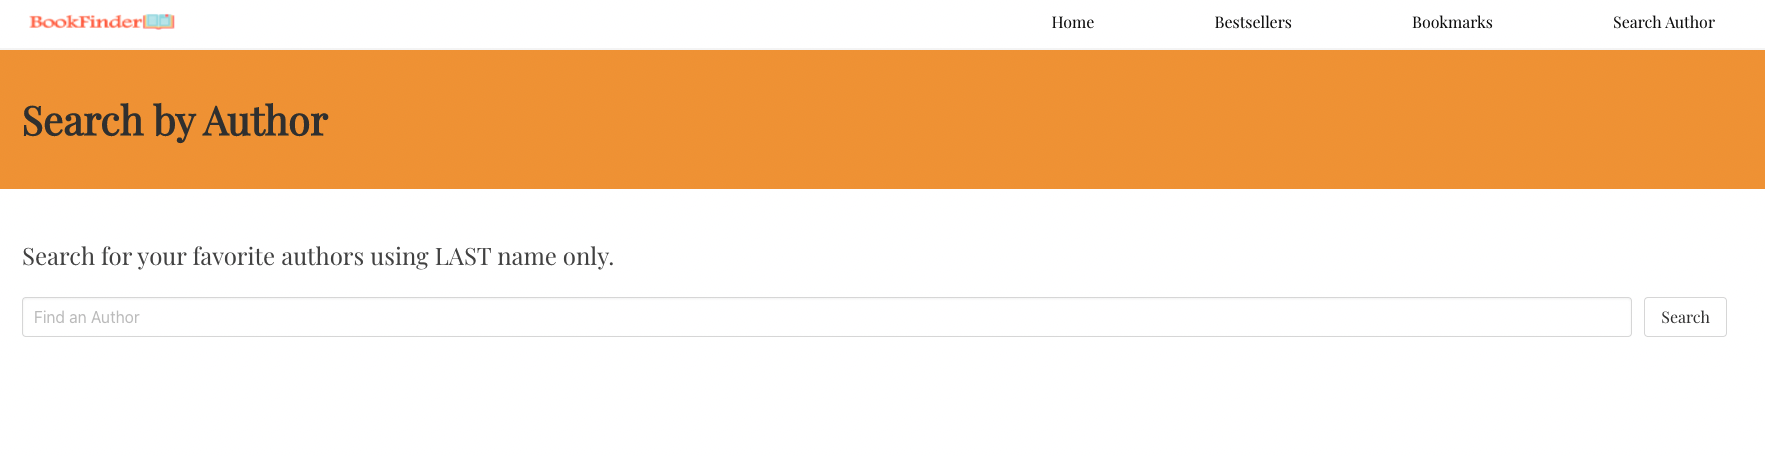 BookFinder
Home Bestsellers Bookmarks Search Author
Search by Author
Search for your favorite authors using LAST name only.
Find an Author Search